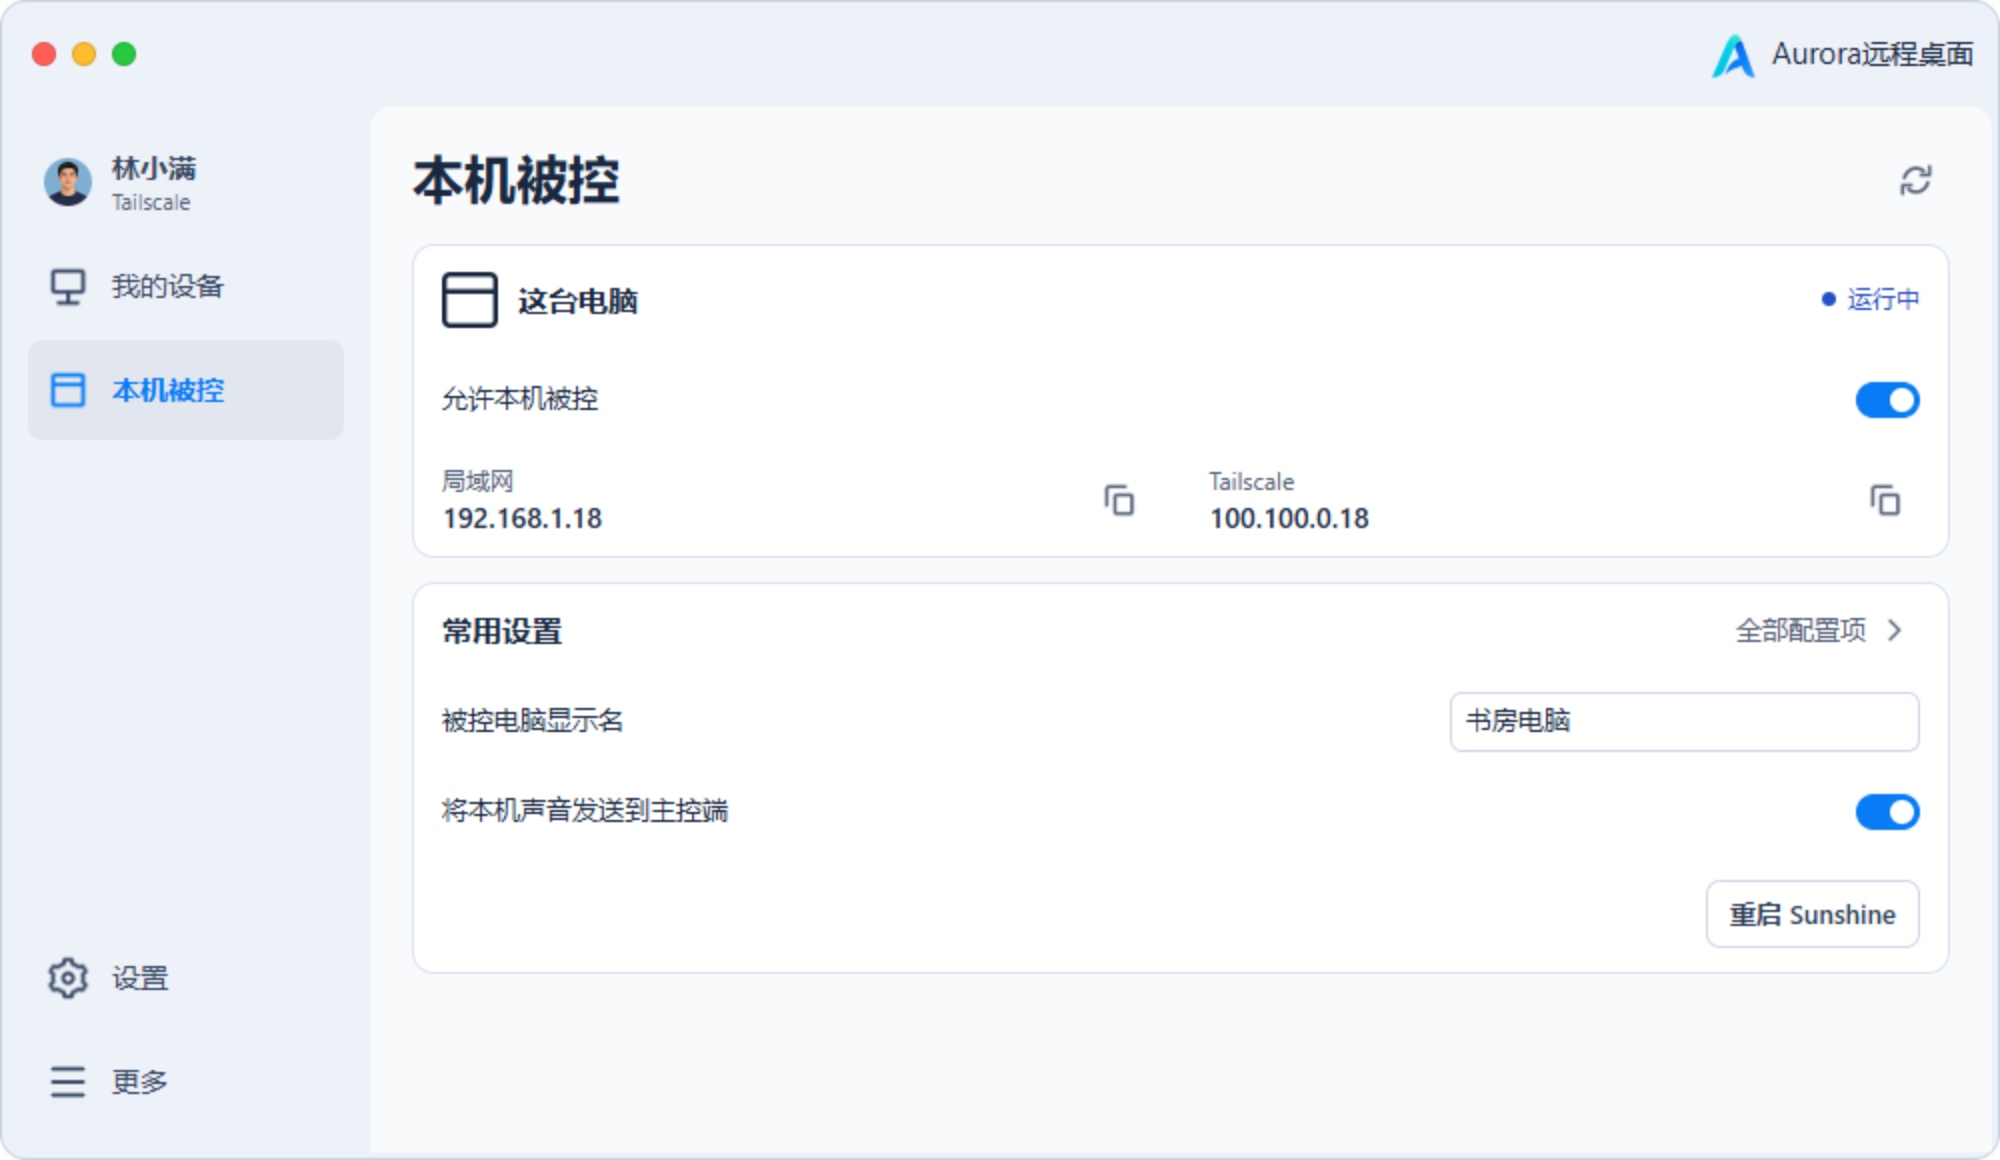 Aurora远程桌面
林小满
Tailscale
我的设备
本机被控
设置
更多
本机被控
这台电脑
运行中
允许本机被控
局域网
192.168.1.18
Tailscale
100.100.0.18
常用设置
全部配置项
被控电脑显示名
书房电脑
将本机声音发送到主控端
重启 Sunshine